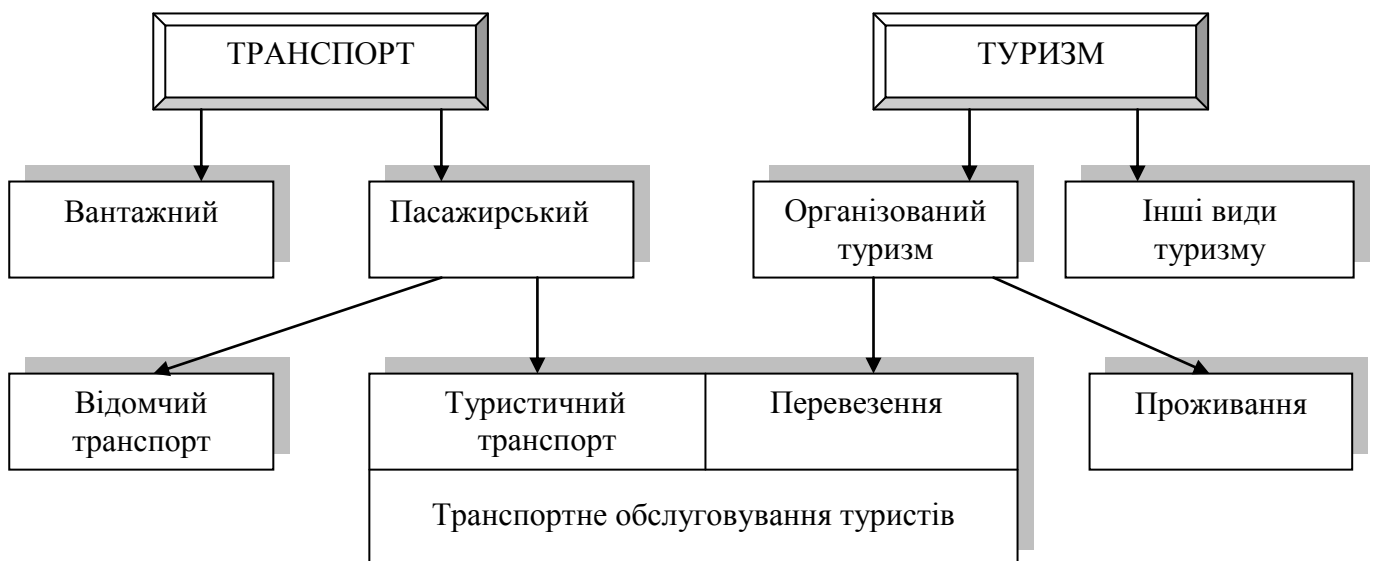 ТРАНСПОРТ
ТУРИЗМ
Вантажний
Пасажирський
Організований
туризм
Інші види
туризму
Відомчий
транспорт
Туристичний
транспорт
Перевезення
Проживання
Транспортне обслуговування туристів